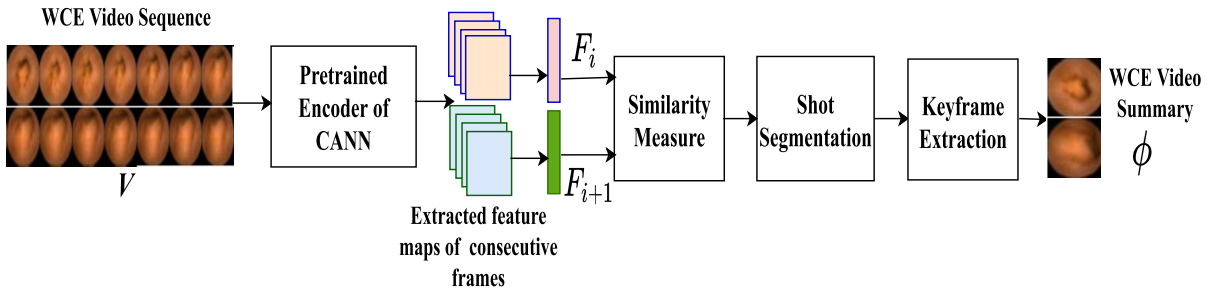 WCE Video Sequence
V
Pretrained
Encoder of
CANN
F_i
F_{i+1}
Extracted feature
maps of consecutive
frames
Similarity
Measure
Shot
Segmentation
Keyframe
Extraction
WCE Video
Summary
ϕ